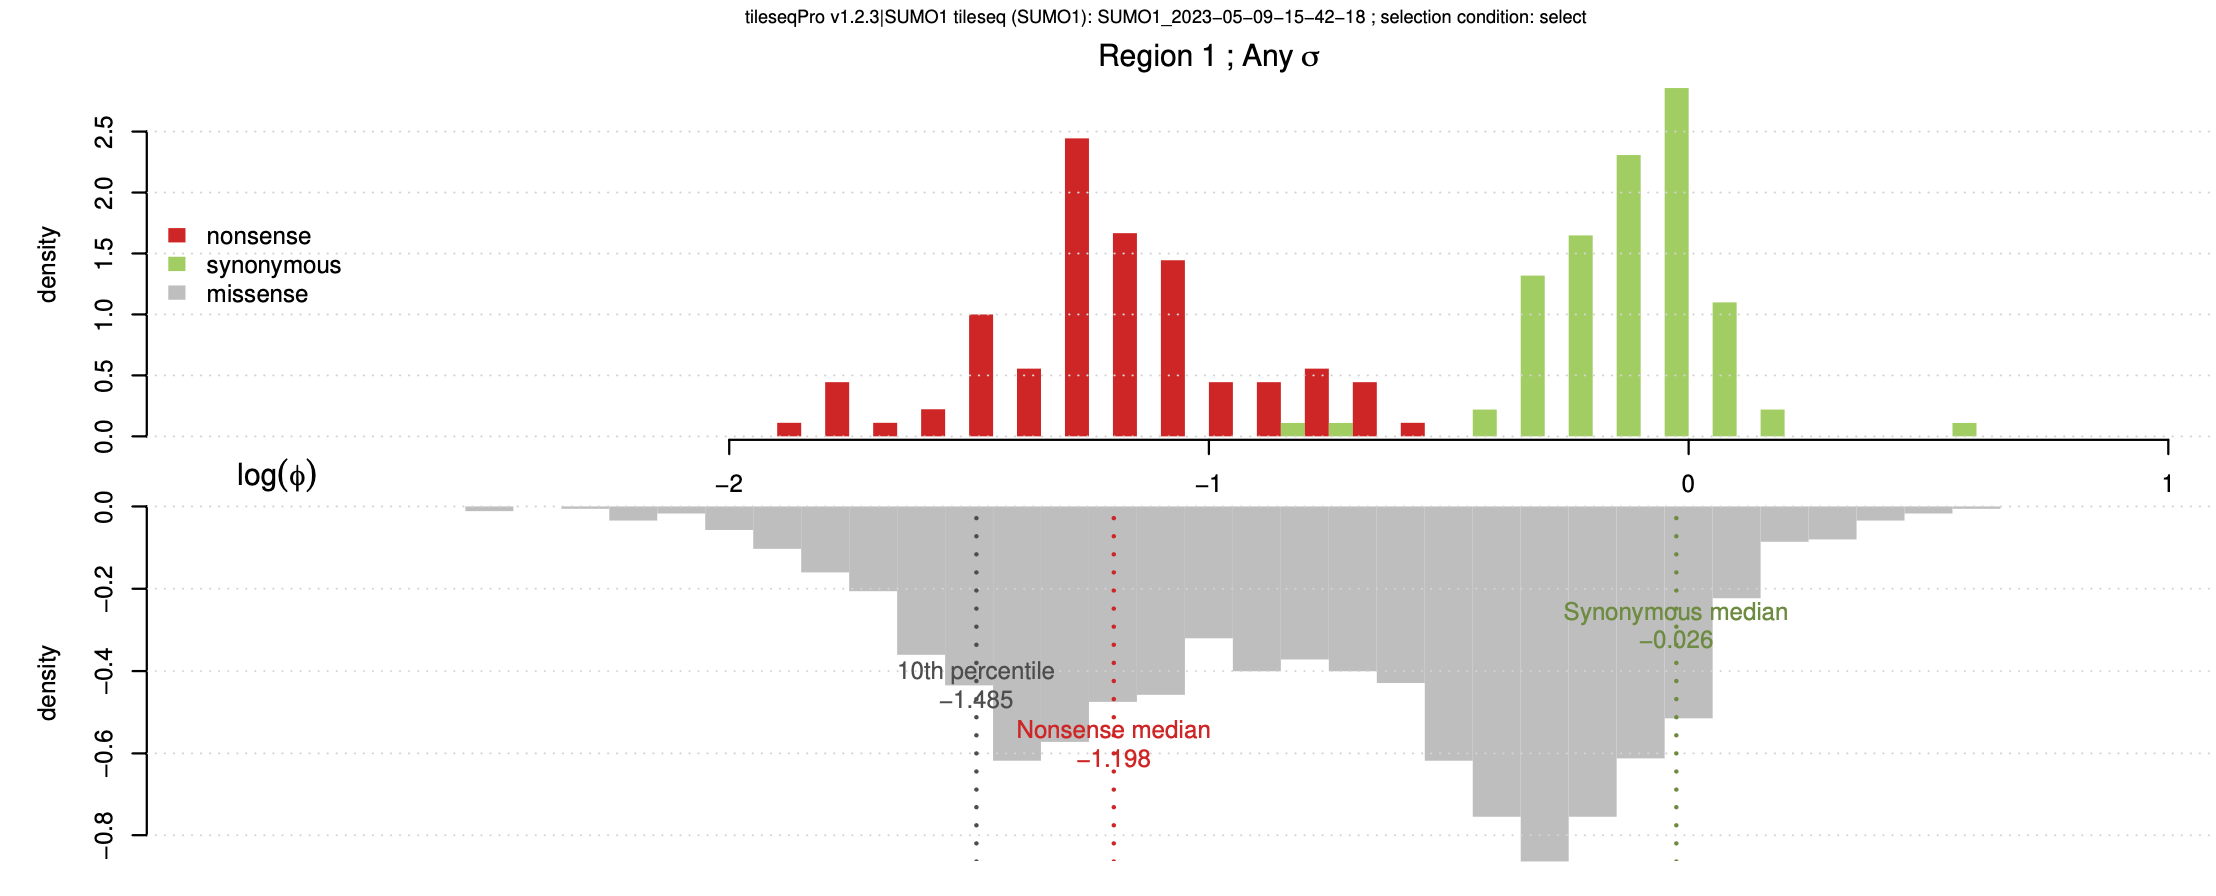 tileseqPro v1.2.3|SUMO1 tileseq (SUMO1): SUMO1_2023−05−09−15−42−18 ; selection condition: select
Region 1 ; Any σ
density
0.0
0.5
1.0
1.5
2.0
2.5
nonsense
synonymous
missense
log(ϕ)
−2
−1
0
1
density
0.0
−0.2
−0.4
−0.6
−0.8
Synonymous median
−0.026
10th percentile
−1.485
Nonsense median
−1.198